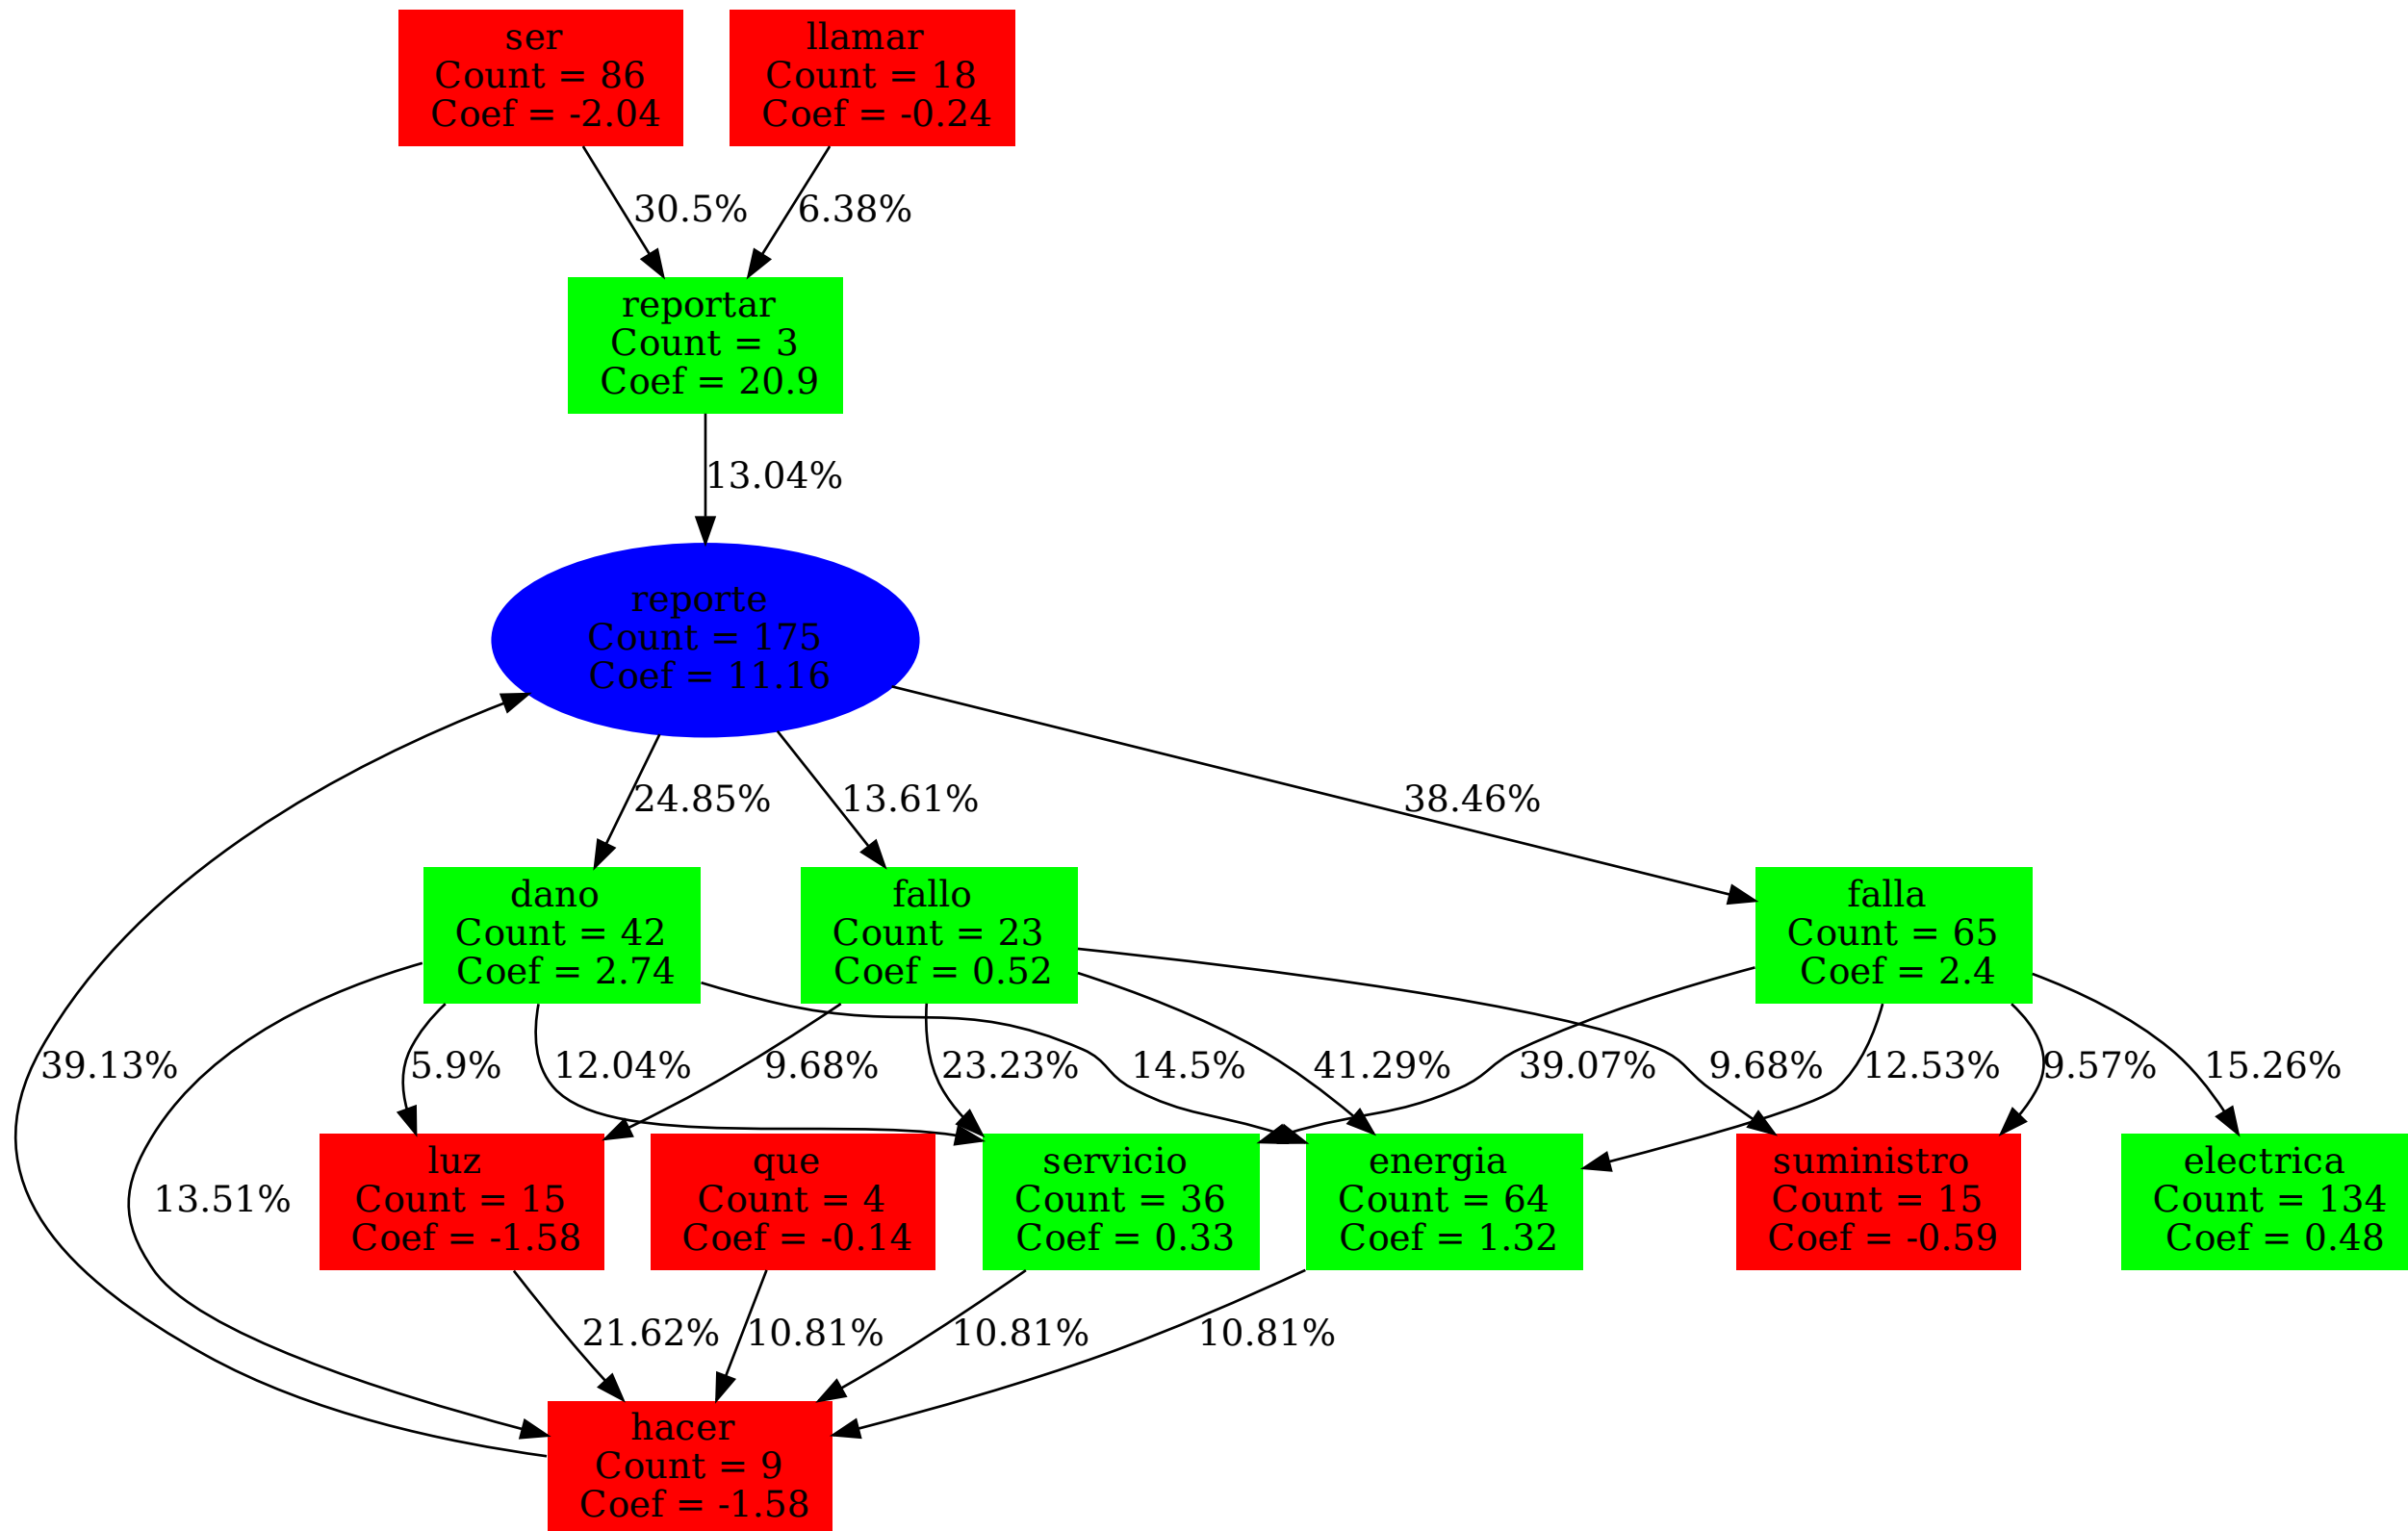 ser
Count = 86
Coef = -2.04
llamar
Count = 18
Coef = -0.24
30.5%
6.38%
reportar
Count = 3
Coef = 20.9
13.04%
reporte
Count = 175
Coef = 11.16
24.85%
13.61%
38.46%
dano
Count = 42
Coef = 2.74
fallo
Count = 23
Coef = 0.52
falla
Count = 65
Coef = 2.4
39.13%
5.9%
12.04%
9.68%
23.23%
14.5%
41.29%
39.07%
9.68%
12.53%
9.57%
15.26%
13.51%
luz
Count = 15
Coef = -1.58
que
Count = 4
Coef = -0.14
servicio
Count = 36
Coef = 0.33
energia
Count = 64
Coef = 1.32
suministro
Count = 15
Coef = -0.59
electrica
Count = 134
Coef = 0.48
21.62%
10.81%
10.81%
10.81%
hacer
Count = 9
Coef = -1.58